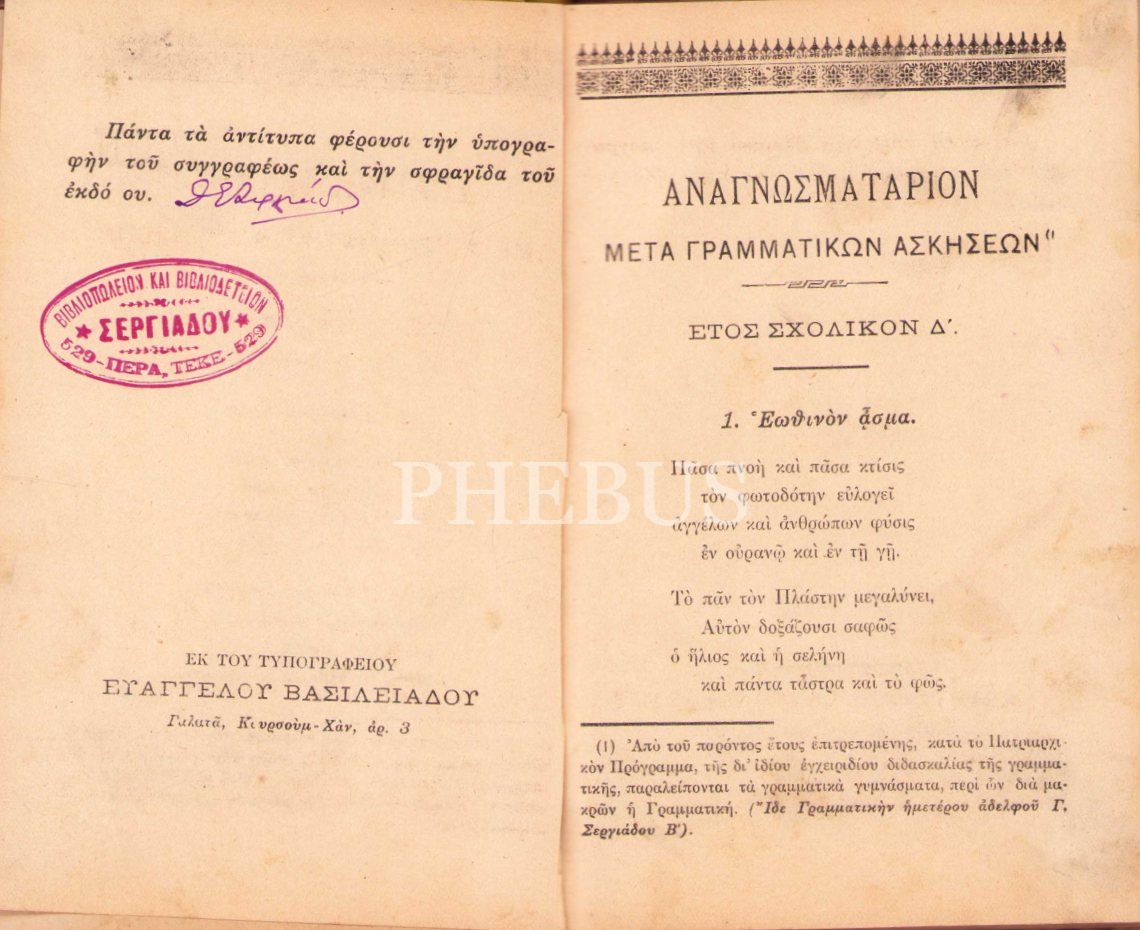 Πάντα τὰ ἀντίτυπα φέρουσι τὴν ὑπογρα-
φὴν τοῦ συγγραφέως καὶ τὴν σφραγῖδα τοῦ
ἐκδό ου.
ΒΙΒΛΙΟΠΩΛΕΙΟΝ ΚΑΙ ΒΙΒΛΙΟΔΕΤΕΙΟΝ
ΣΕΡΓΙΑΔΟΥ
529-ΠΕΡΑ, ΤΕΚΕ-529
ΕΚ ΤΟΥ ΤΥΠΟΓΡΑΦΕΙΟΥ
ΕΥΑΓΓΕΛΟΥ ΒΑΣΙΛΕΙΑΔΟΥ
Γαλατᾶ, Κιυρσοὺμ-Χὰν, ἀρ. 3
ΑΝΑΓΝΩΣΜΑΤΑΡΙΟΝ
ΜΕΤΑ ΓΡΑΜΜΑΤΙΚΩΝ ΑΣΚΗΣΕΩΝ
ΕΤΟΣ ΣΧΟΛΙΚΟΝ Δ΄.
1. Ἑωθινὸν ᾆσμα.
Πᾶσα πνοὴ καὶ πᾶσα κτίσις
τὸν φωτοδότην εὐλογεῖ
ἀγγέλων καὶ ἀνθρώπων φύσις
ἐν οὐρανῷ καὶ ἐν τῇ γῇ.
Τὸ πᾶν τὸν Πλάστην μεγαλύνει,
Αὐτὸν δοξάζουσι σαφῶς
ὁ ἥλιος καὶ ἡ σελήνη
καὶ πάντα τἄστρα καὶ τὸ φῶς.
(1) Ἀπὸ τοῦ παρόντος ἔτους ἐπιτρεπομένης, κατὰ τὸ Πατριαρχι-
κὸν Πρόγραμμα, τῆς δι' ἰδίου ἐγχειριδίου διδασκαλίας τῆς γραμμα-
τικῆς, παραλείπονται τὰ γραμματικὰ γυμνάσματα, περὶ ὧν διὰ μα-
κρῶν ἡ Γραμματική. (Ἴδε Γραμματικὴν ἡμετέρου ἀδελφοῦ Γ.
Σεργιάδου Β΄).
PHEBUS